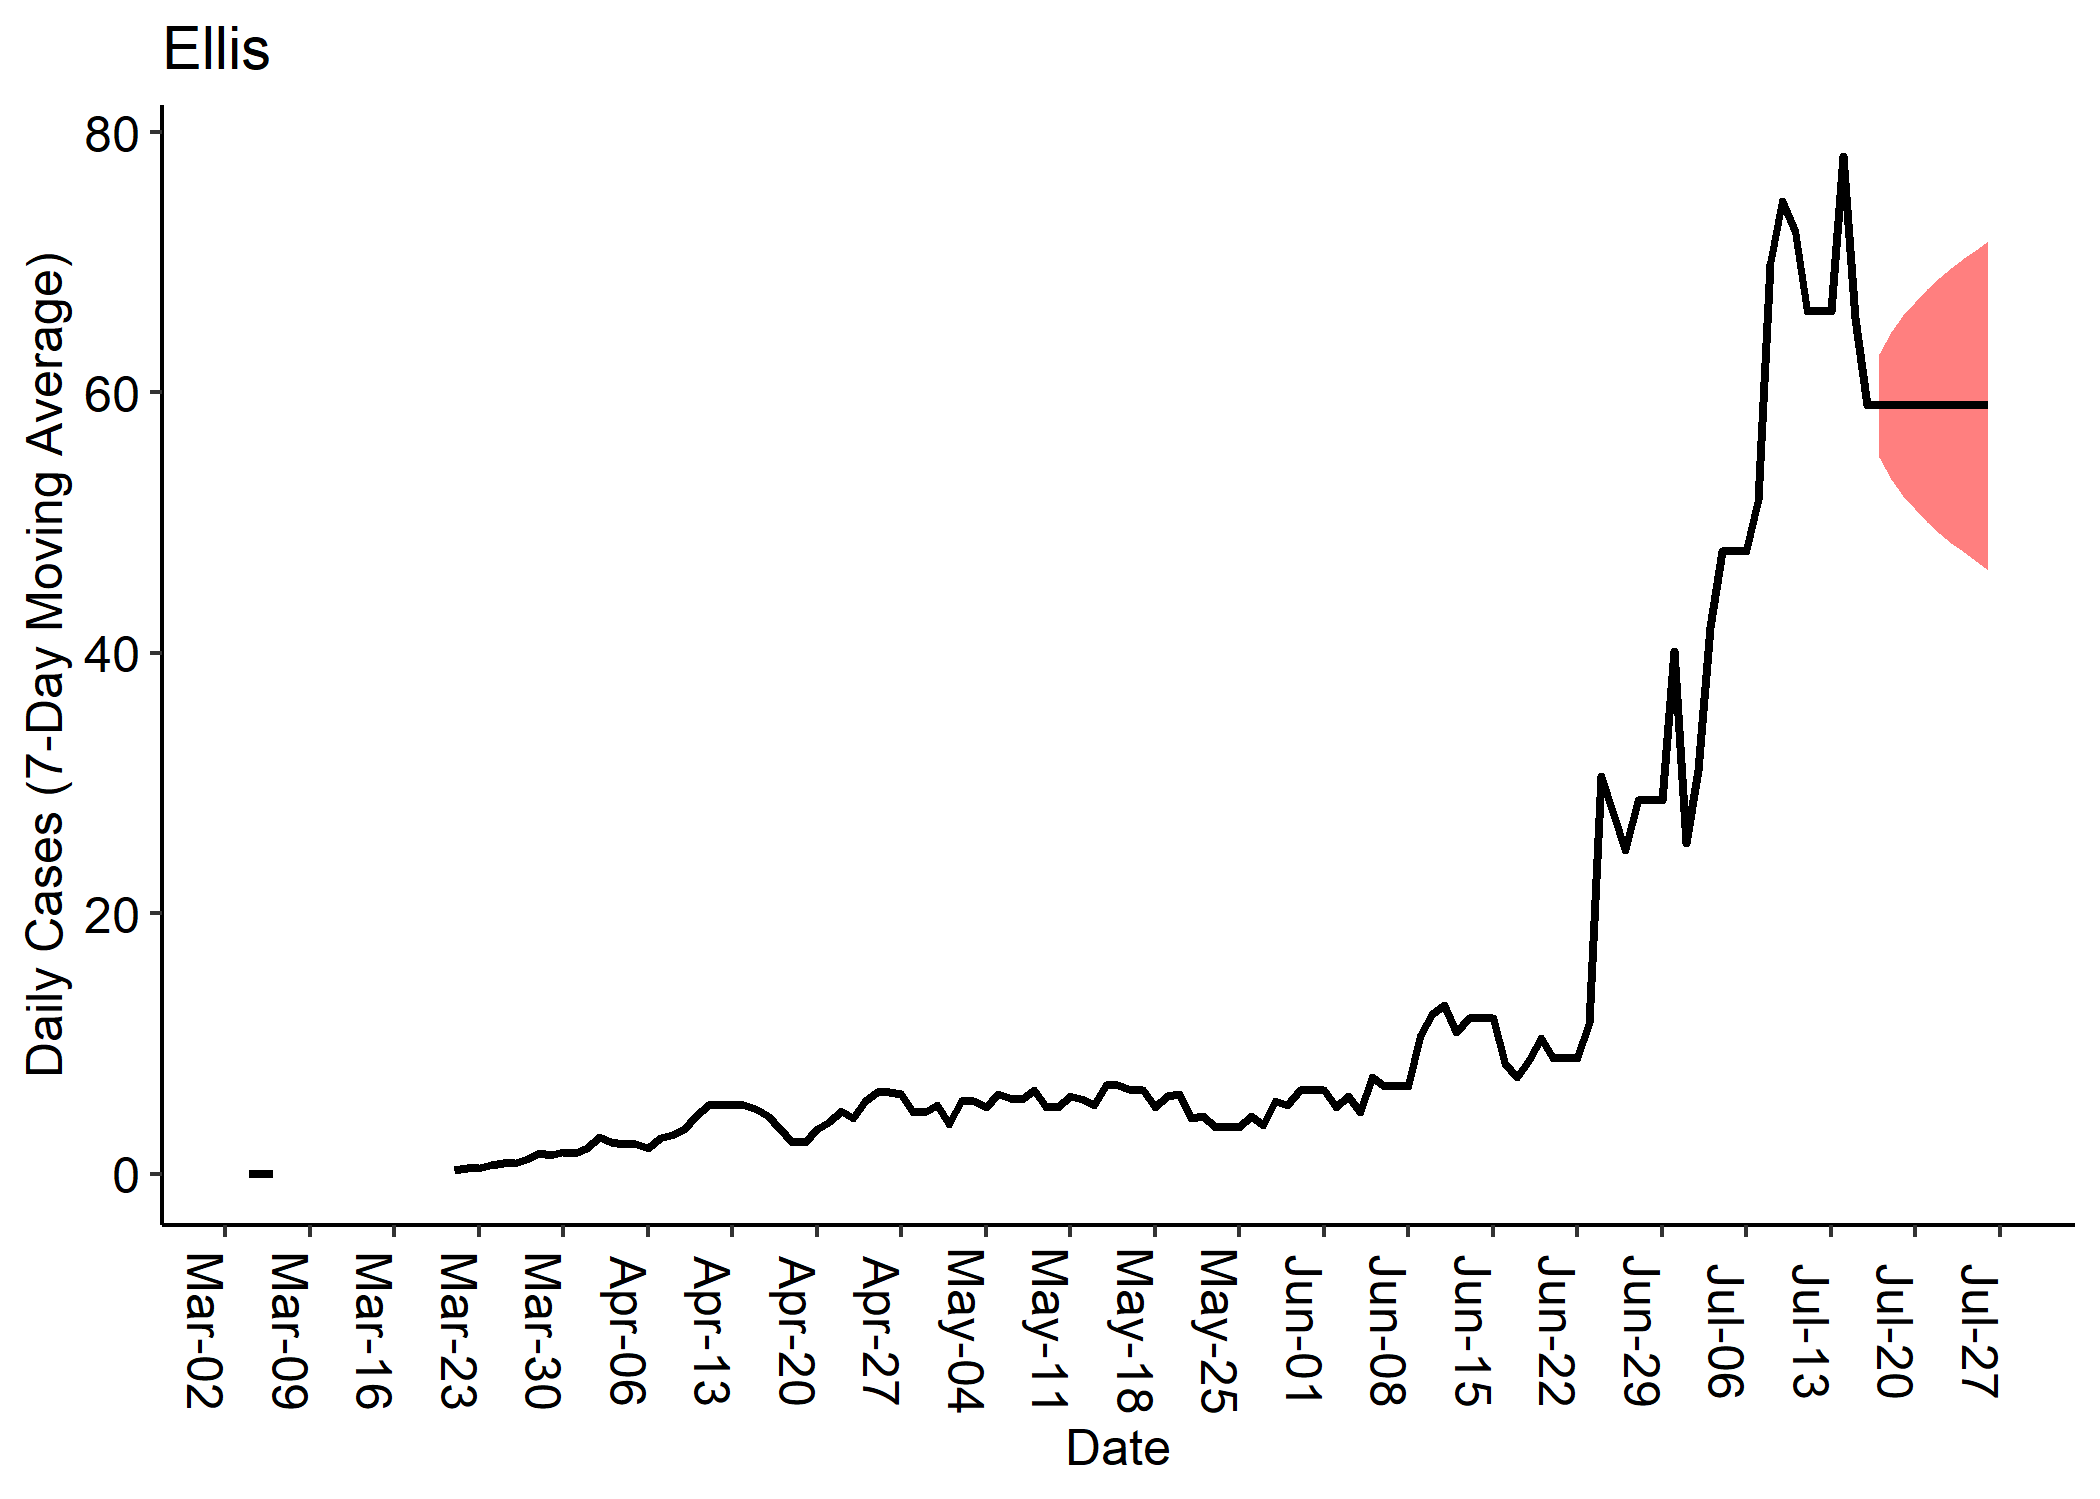 Ellis
Daily Cases (7-Day Moving Average)
80
60
40
20
0
Mar-02
Mar-09
Mar-16
Mar-23
Mar-30
Apr-06
Apr-13
Apr-20
Apr-27
May-04
May-11
May-18
May-25
Jun-01
Jun-08
Jun-15
Jun-22
Jun-29
Jul-06
Jul-13
Jul-20
Jul-27
Date